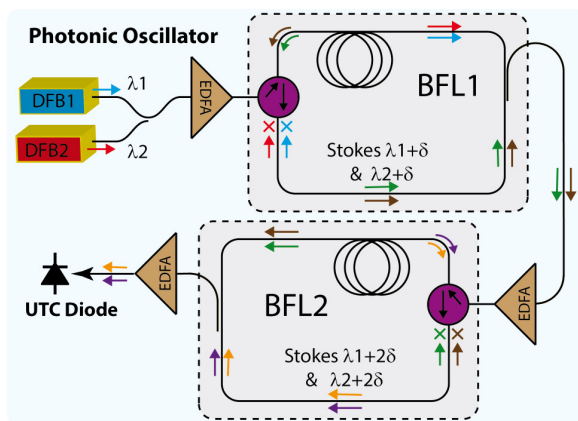 Photonic Oscillator
DFB1
λ1
DFB2
λ2
EDFA
BFL1
Stokes λ1+δ
& λ2+δ
EDFA
UTC Diode
EDFA
BFL2
Stokes λ1+2δ
& λ2+2δ